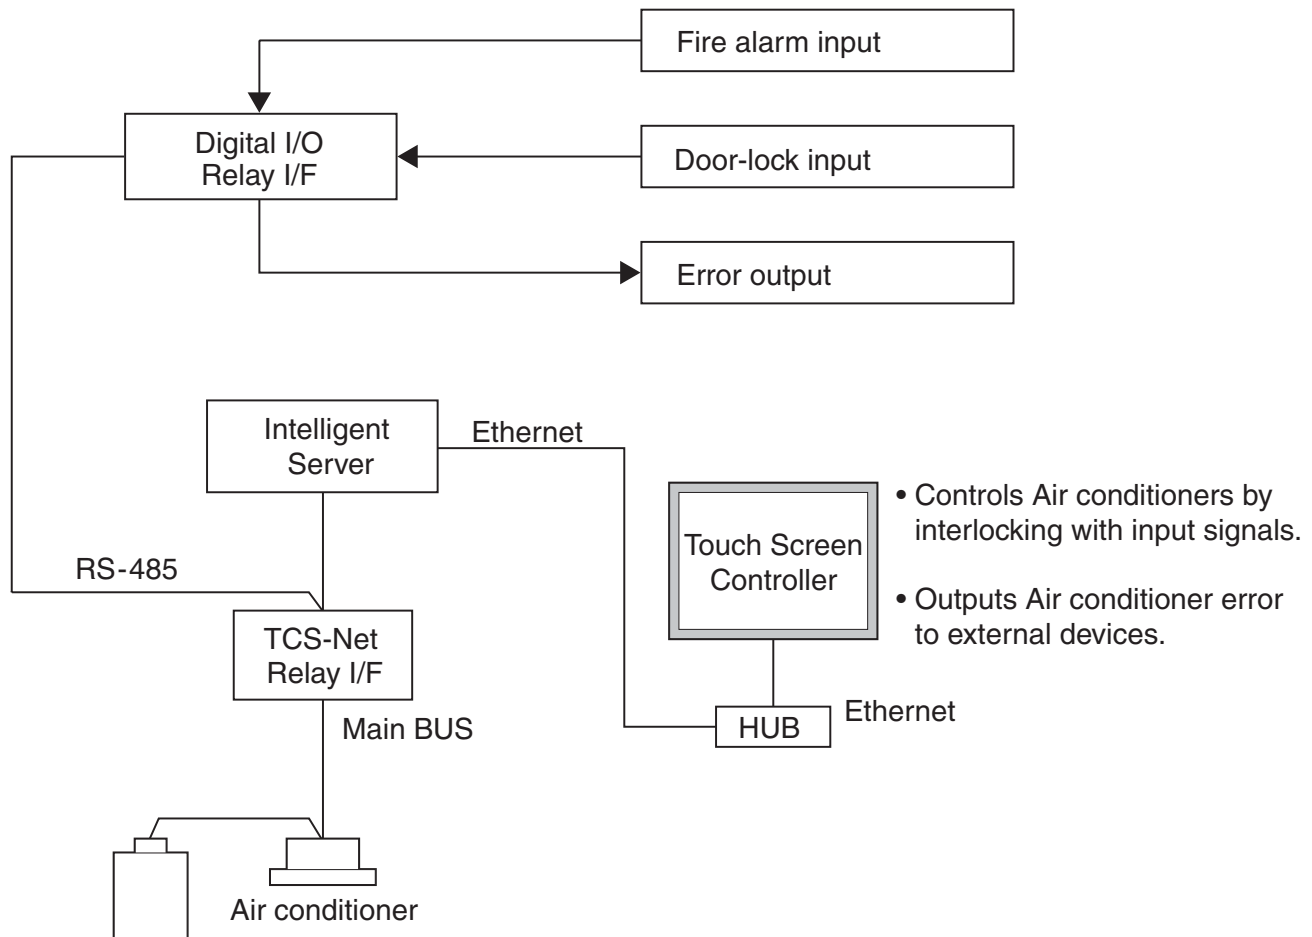 Fire alarm input
Digital I/O
Relay I/F
Door-lock input
Error output
Intelligent
Server
Ethernet
• Controls Air conditioners by
interlocking with input signals.
Touch Screen
Controller
• Outputs Air conditioner error
to external devices.
RS-485
TCS-Net
Relay I/F
Main BUS
HUB
Ethernet
Air conditioner